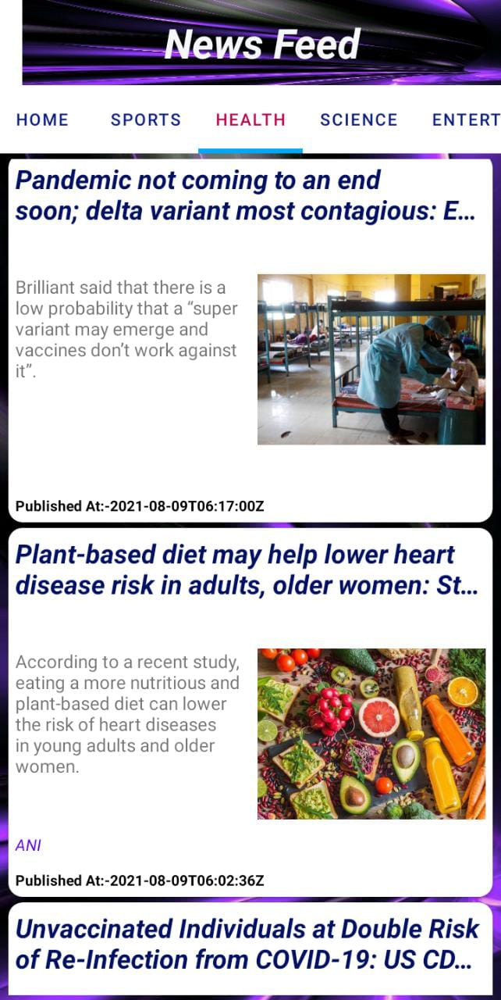 News Feed
HOME SPORTS HEALTH SCIENCE ENTERT
Pandemic not coming to an end
soon; delta variant most contagious: E...
Brilliant said that there is a
low probability that a “super
variant may emerge and
vaccines don’t work against
it”.
Published At:-2021-08-09T06:17:00Z
Plant-based diet may help lower heart
disease risk in adults, older women: St...
According to a recent study,
eating a more nutritious and
plant-based diet can lower
the risk of heart diseases
in young adults and older
women.
ANI
Published At:-2021-08-09T06:02:36Z
Unvaccinated Individuals at Double Risk
of Re-Infection from COVID-19: US CD...